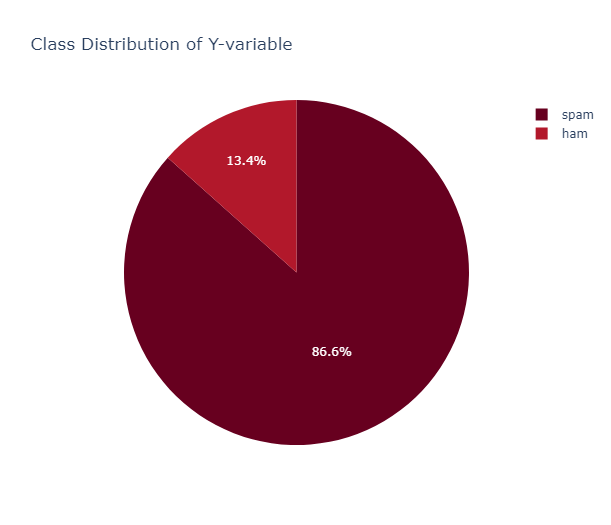 Class Distribution of Y-variable
spam
ham
13.4%
86.6%